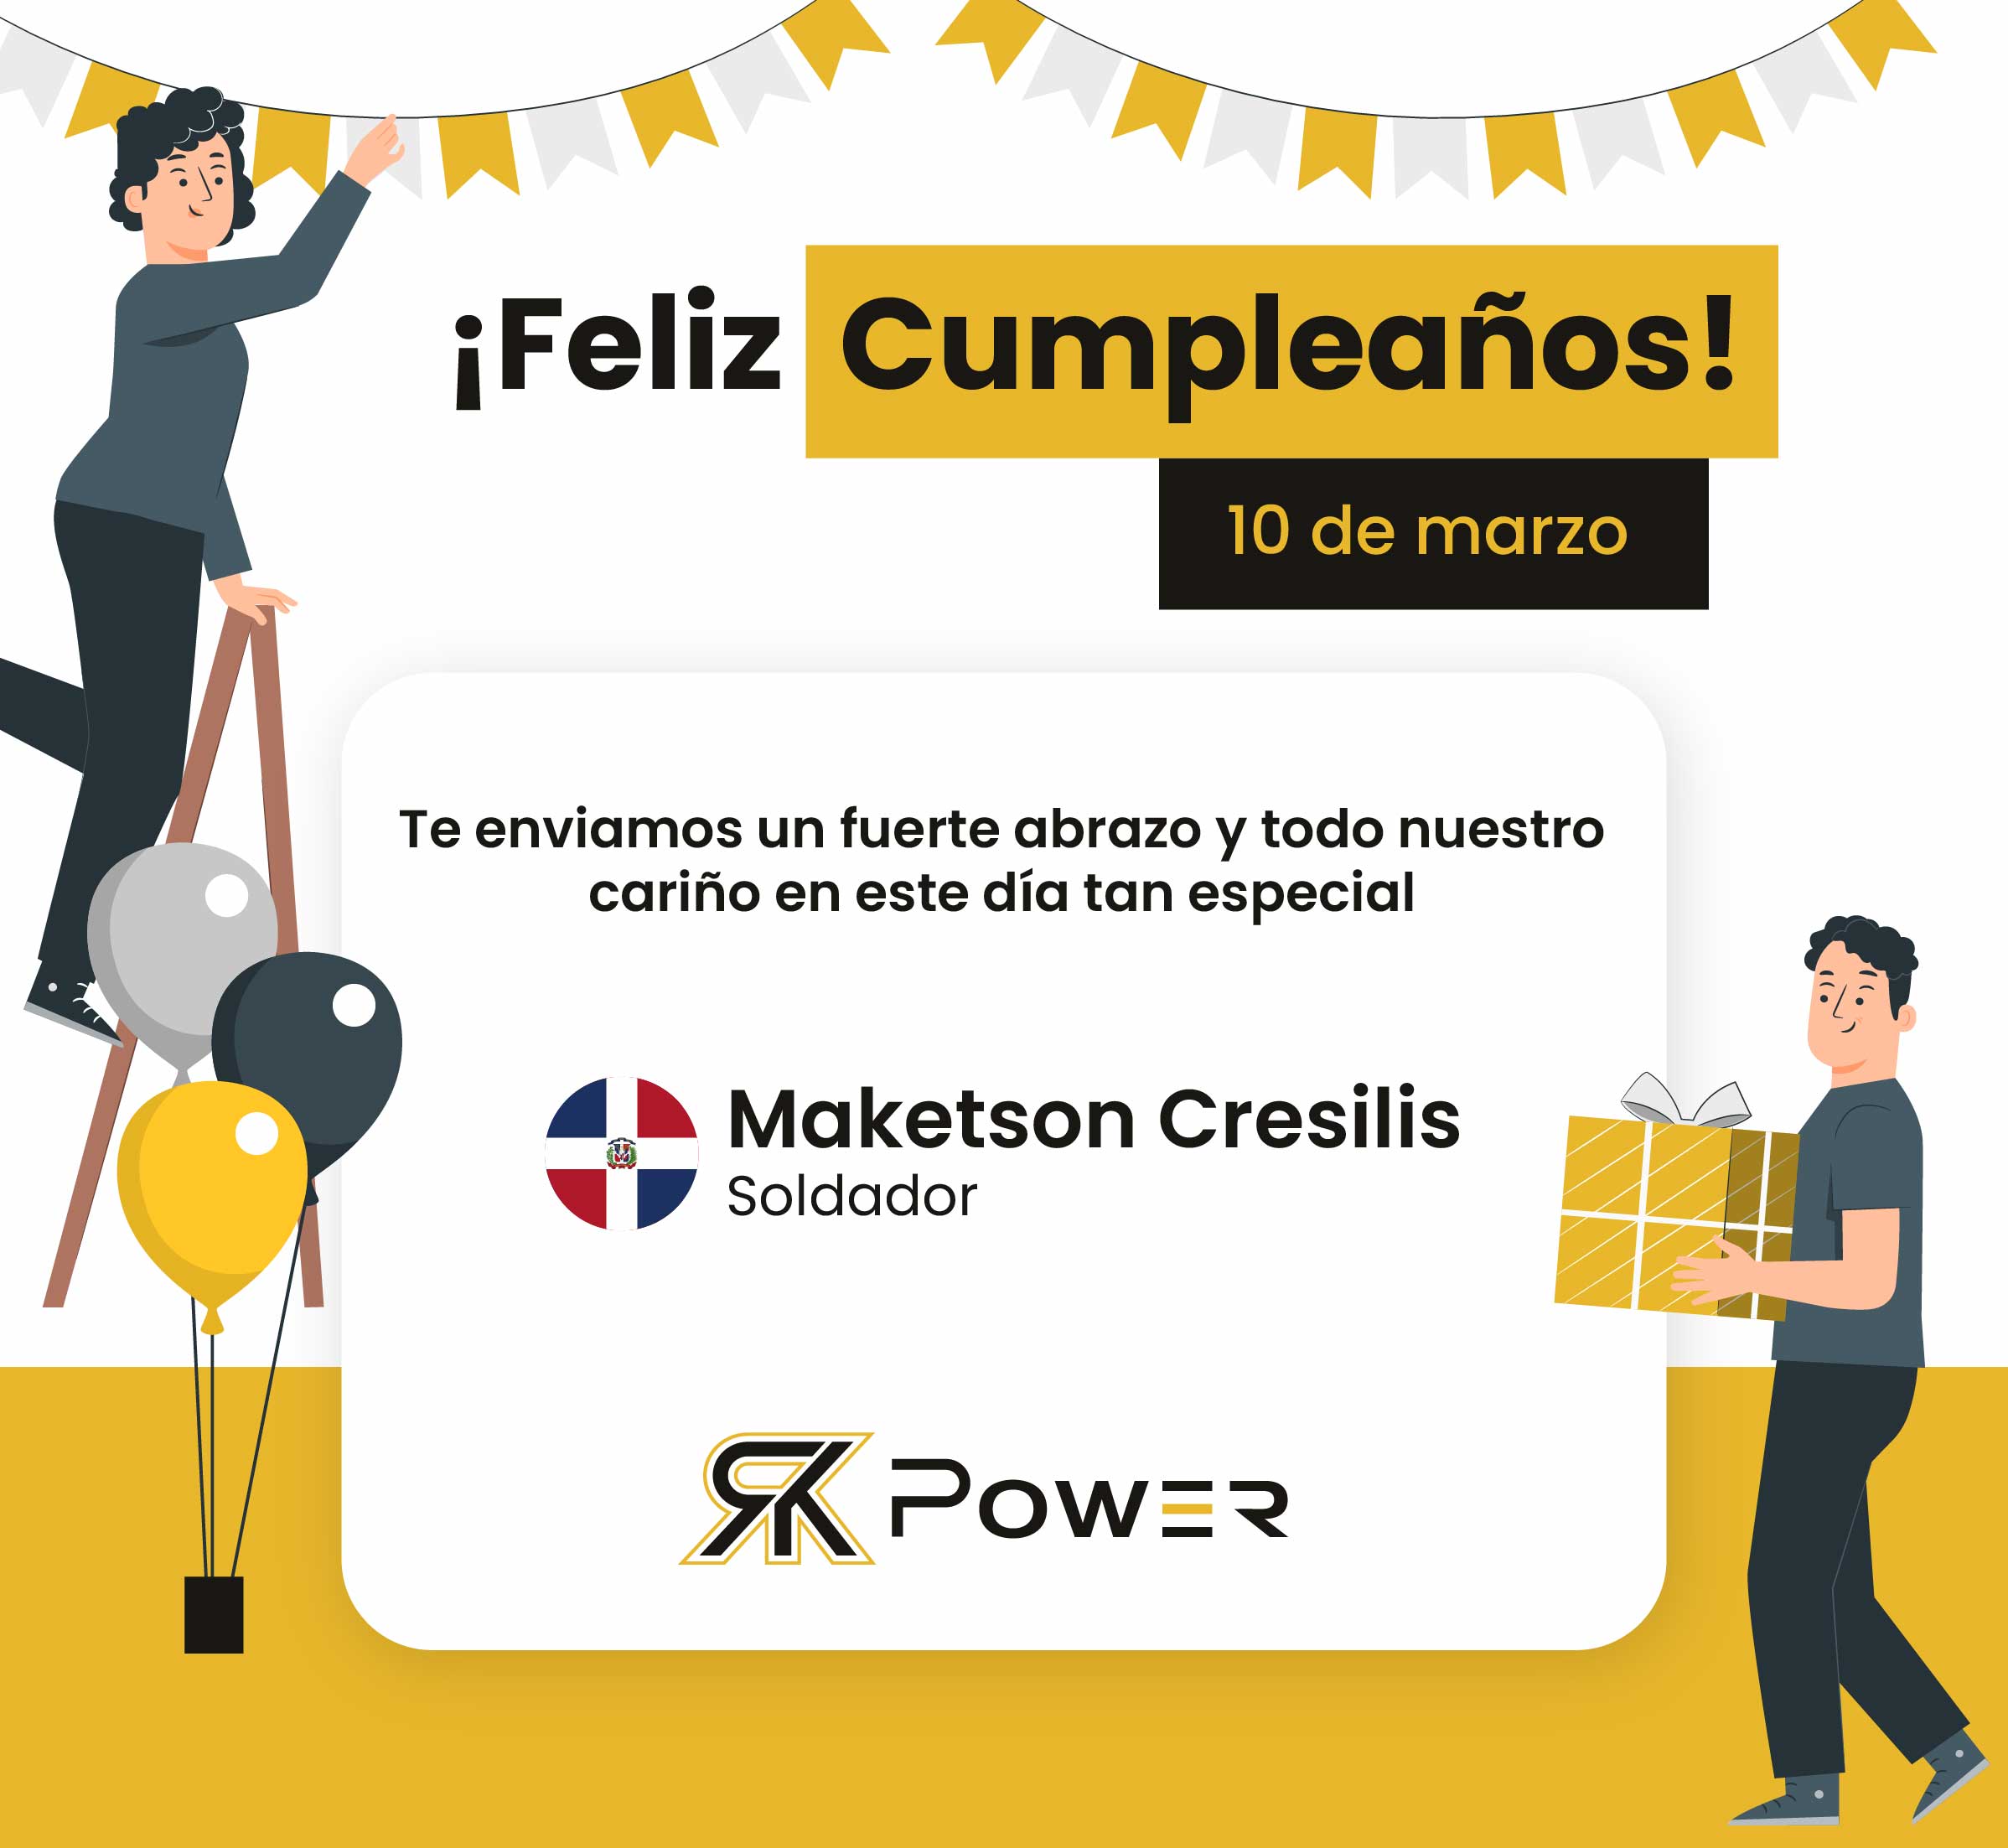 ¡Feliz Cumpleaños!
10 de marzo
Te enviamos un fuerte abrazo y todo nuestro
cariño en este día tan especial
Maketson Cresilis
Soldador
RK POWER